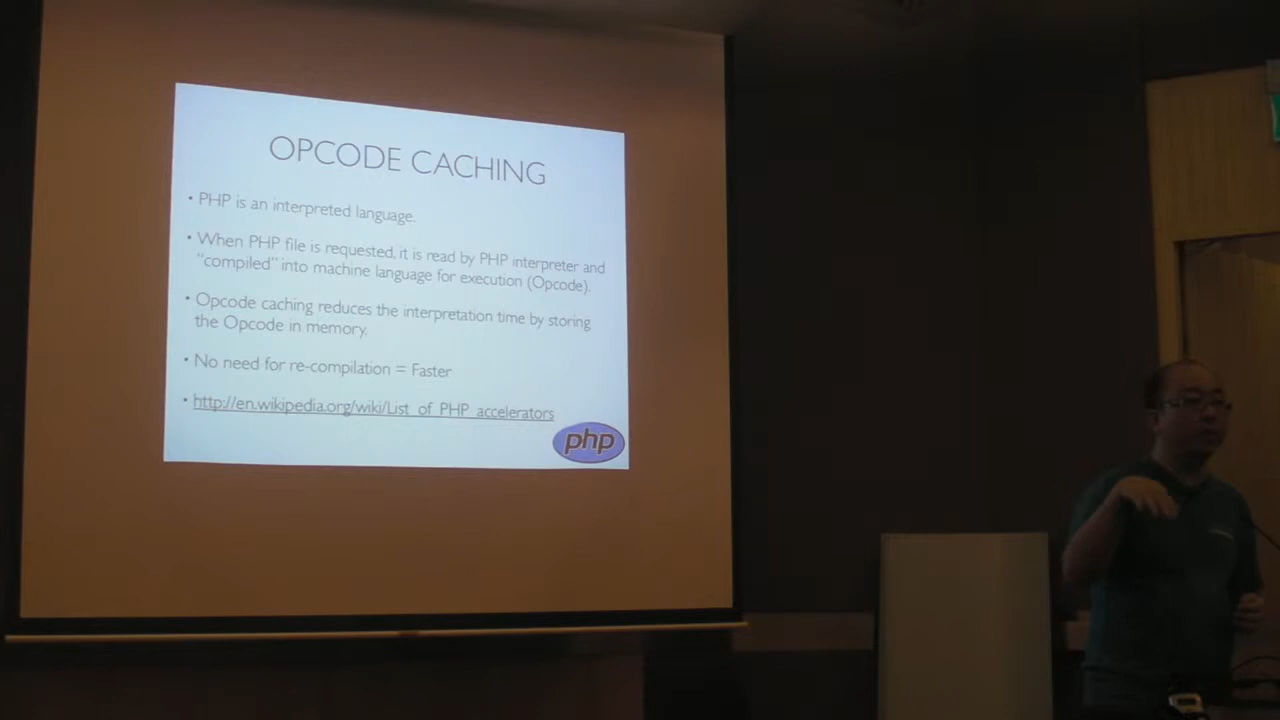 OPCODE CACHING
• PHP is an interpreted language.
• When PHP file is requested, it is read by PHP interpreter and
"compiled" into machine language for execution (Opcode).
• Opcode caching reduces the interpretation time by storing
the Opcode in memory.
• No need for re-compilation = Faster
• http://en.wikipedia.org/wiki/List_of_PHP_accelerators
php